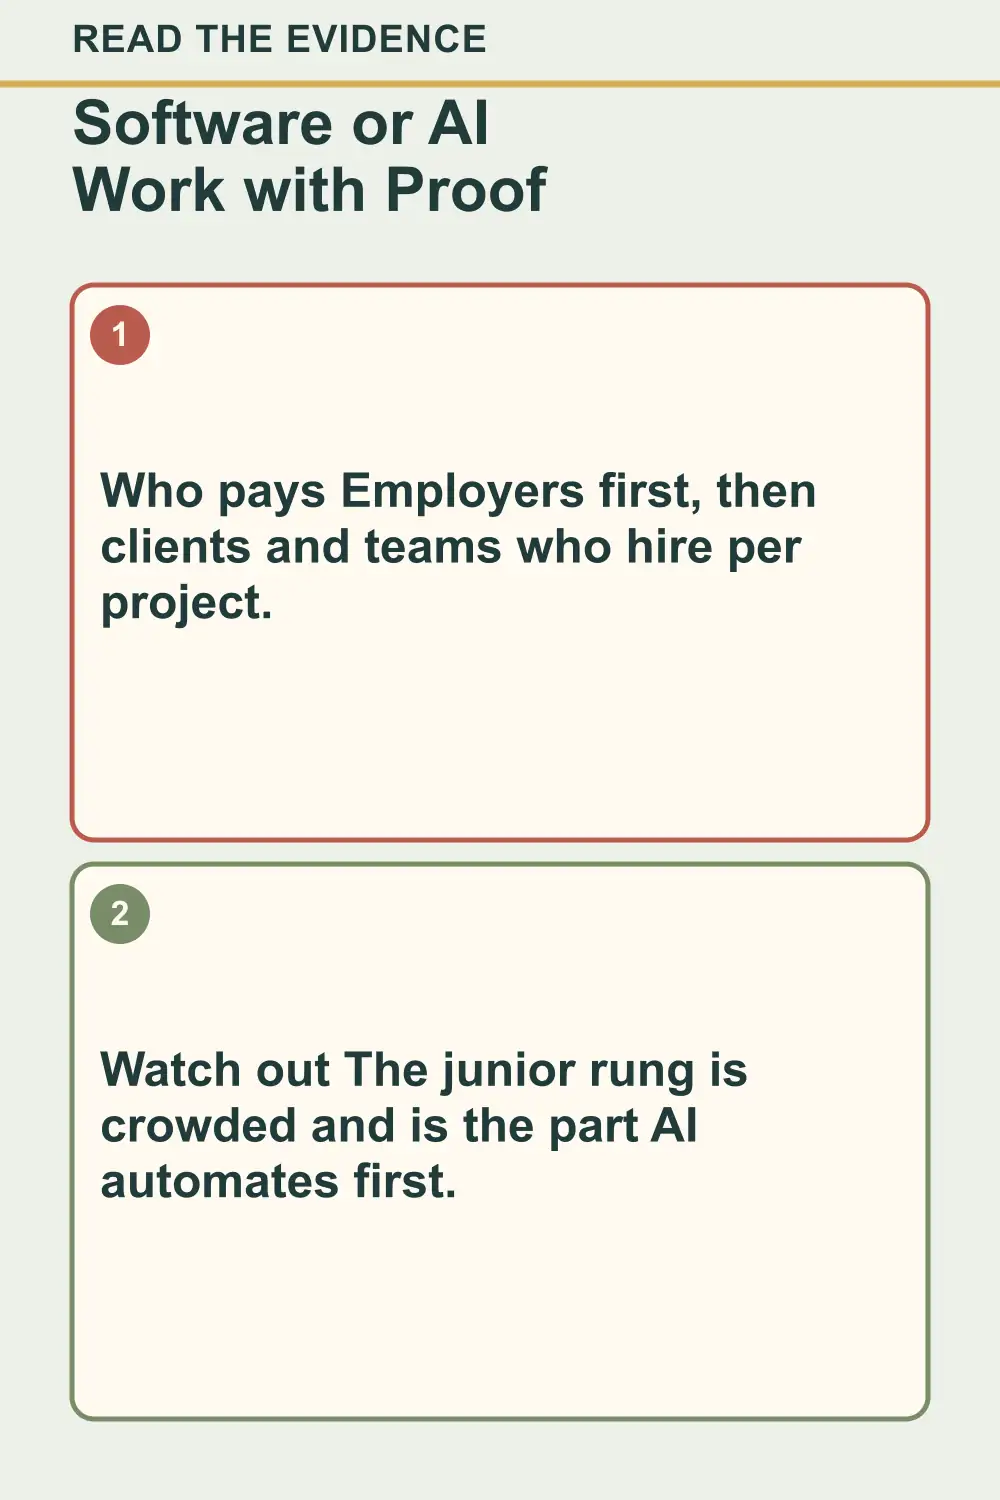 READ THE EVIDENCE
Software or AI
Work with Proof
1
Who pays Employers first, then
clients and teams who hire per
project.
2
Watch out The junior rung is
crowded and is the part AI
automates first.